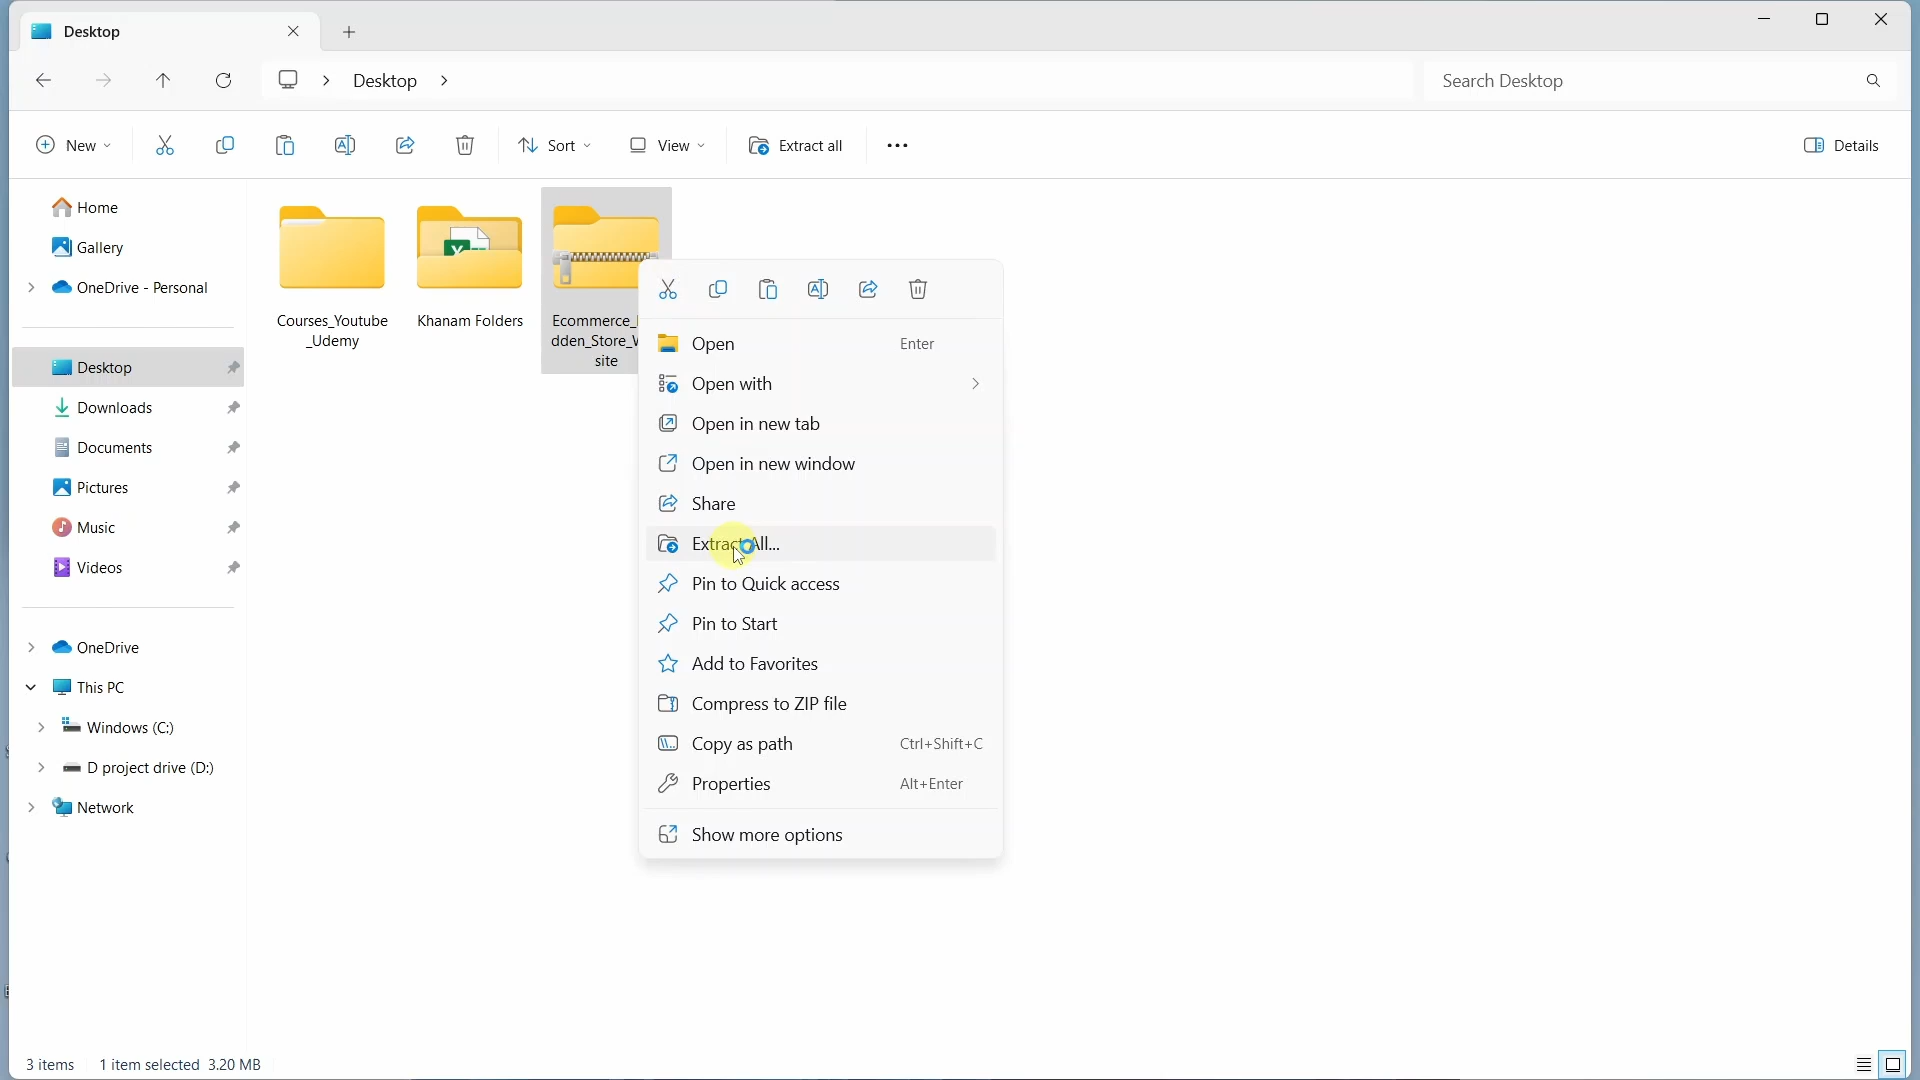 Desktop
Desktop
Search Desktop
New
Sort
View
Extract all
Details
Home
Gallery
OneDrive - Personal
Desktop
Downloads
Documents
Pictures
Music
Videos
OneDrive
This PC
Windows (C:)
D project drive (D:)
Network
Courses_Youtube
_Udemy
Khanam Folders
Ecommerce_
dden_Store_W
site
Open Enter
Open with
Open in new tab
Open in new window
Share
Extract All...
Pin to Quick access
Pin to Start
Add to Favorites
Compress to ZIP file
Copy as path Ctrl+Shift+C
Properties Alt+Enter
Show more options
3 items 1 item selected 3.20 MB